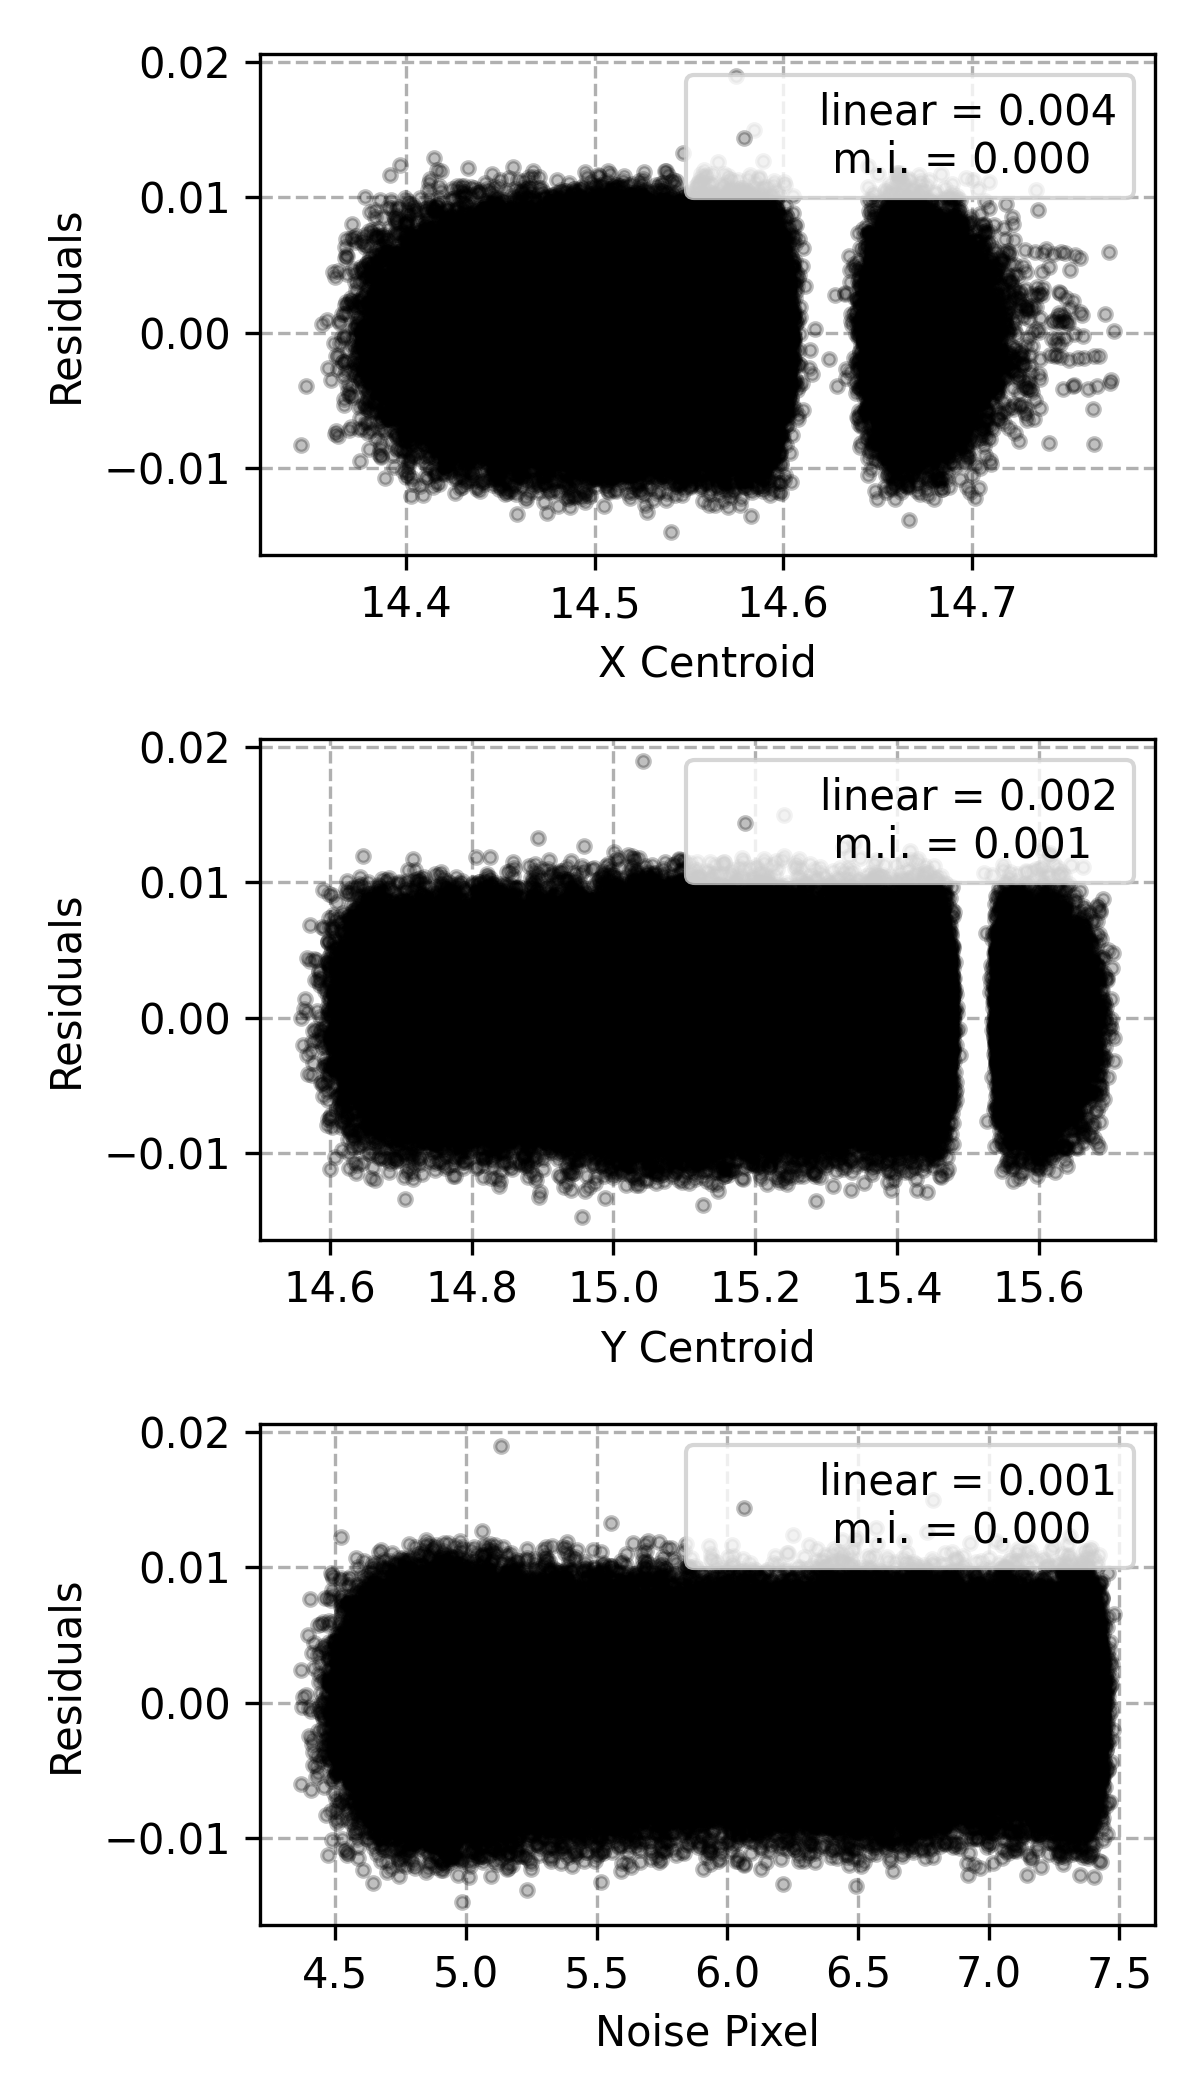 0.02
0.01
0.00
−0.01
Residuals
linear = 0.004
m.i. = 0.000
14.4 14.5 14.6 14.7
X Centroid
0.02
0.01
0.00
−0.01
Residuals
linear = 0.002
m.i. = 0.001
14.6 14.8 15.0 15.2 15.4 15.6
Y Centroid
0.02
0.01
0.00
−0.01
Residuals
linear = 0.001
m.i. = 0.000
4.5 5.0 5.5 6.0 6.5 7.0 7.5
Noise Pixel